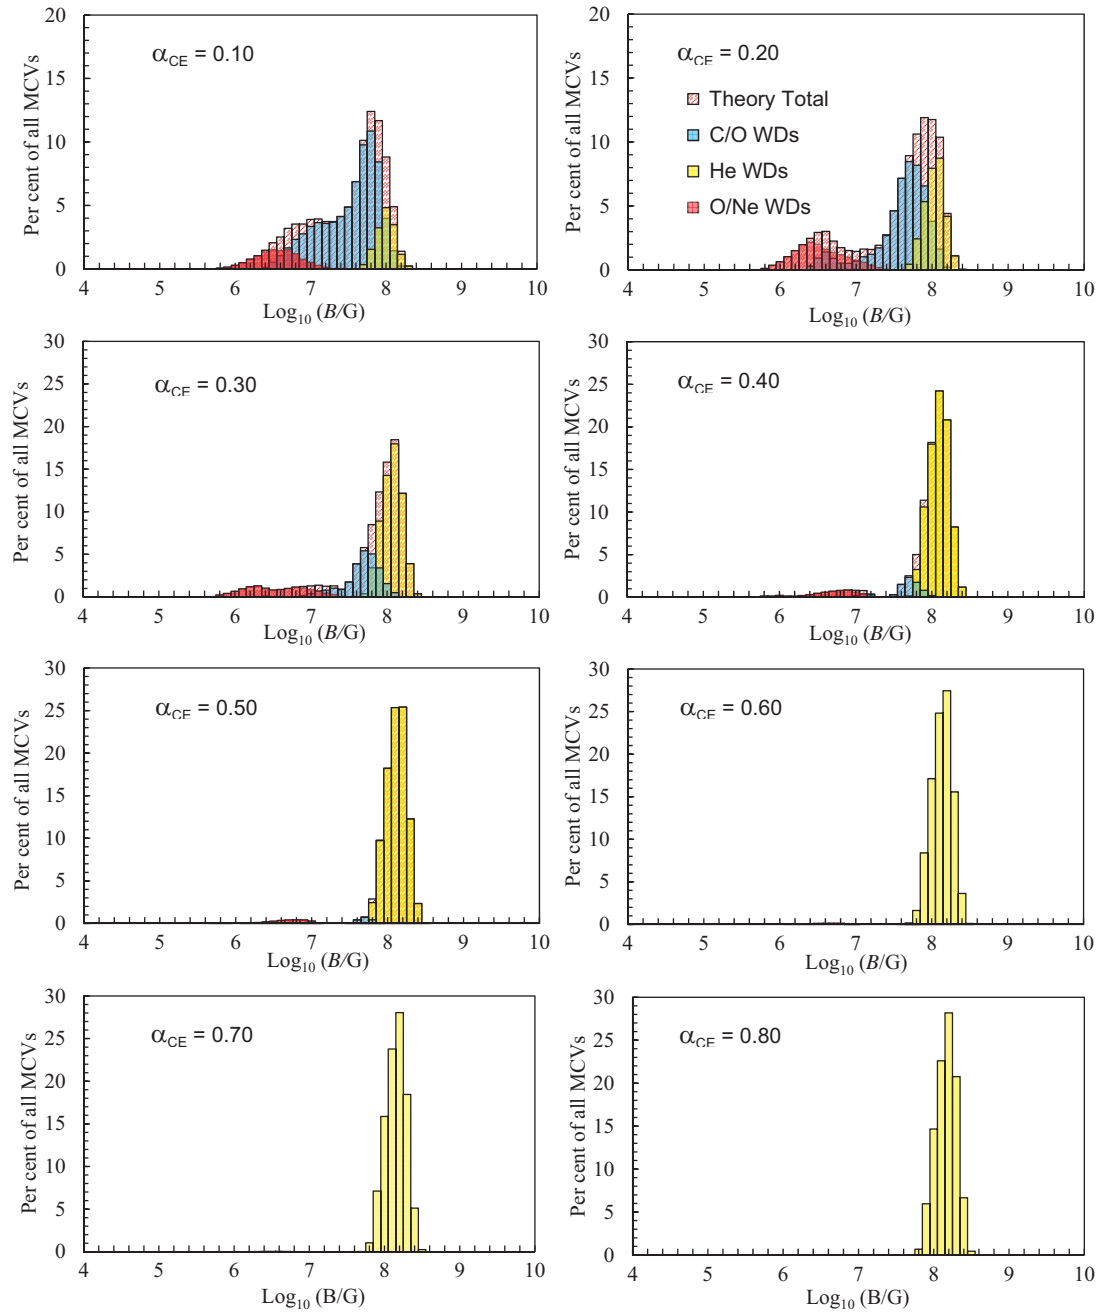 αCE = 0.10
Per cent of all MCVs
20
15
10
5
0
4 5 6 7 8 9 10
Log10 (B/G)
αCE = 0.20
Theory Total
C/O WDs
He WDs
O/Ne WDs
Per cent of all MCVs
20
15
10
5
0
4 5 6 7 8 9 10
Log10 (B/G)
αCE = 0.30
Per cent of all MCVs
30
25
20
15
10
5
0
4 5 6 7 8 9 10
Log10 (B/G)
αCE = 0.40
Per cent of all MCVs
30
25
20
15
10
5
0
4 5 6 7 8 9 10
Log10 (B/G)
αCE = 0.50
Per cent of all MCVs
30
25
20
15
10
5
0
4 5 6 7 8 9 10
Log10 (B/G)
αCE = 0.60
Per cent of all MCVs
30
25
20
15
10
5
0
4 5 6 7 8 9 10
Log10 (B/G)
αCE = 0.70
Per cent of all MCVs
30
25
20
15
10
5
0
4 5 6 7 8 9 10
Log10 (B/G)
αCE = 0.80
Per cent of all MCVs
30
25
20
15
10
5
0
4 5 6 7 8 9 10
Log10 (B/G)